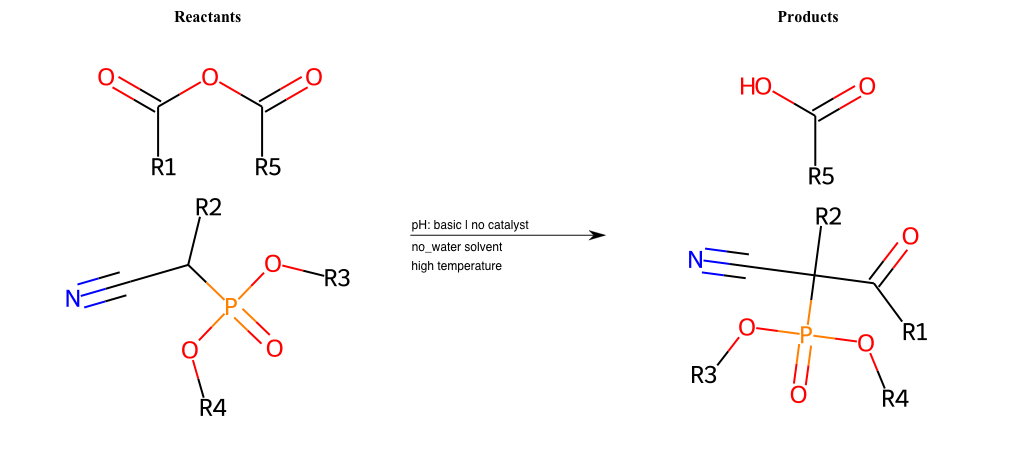 Reactants
Products
O
O
O
R1
R5
HO
O
R5
R2
N
O
R3
P
O
O
R4
pH: basic | no catalyst
no_water solvent
high temperature
R2
N
O
O
P
O
R1
R3
O
R4